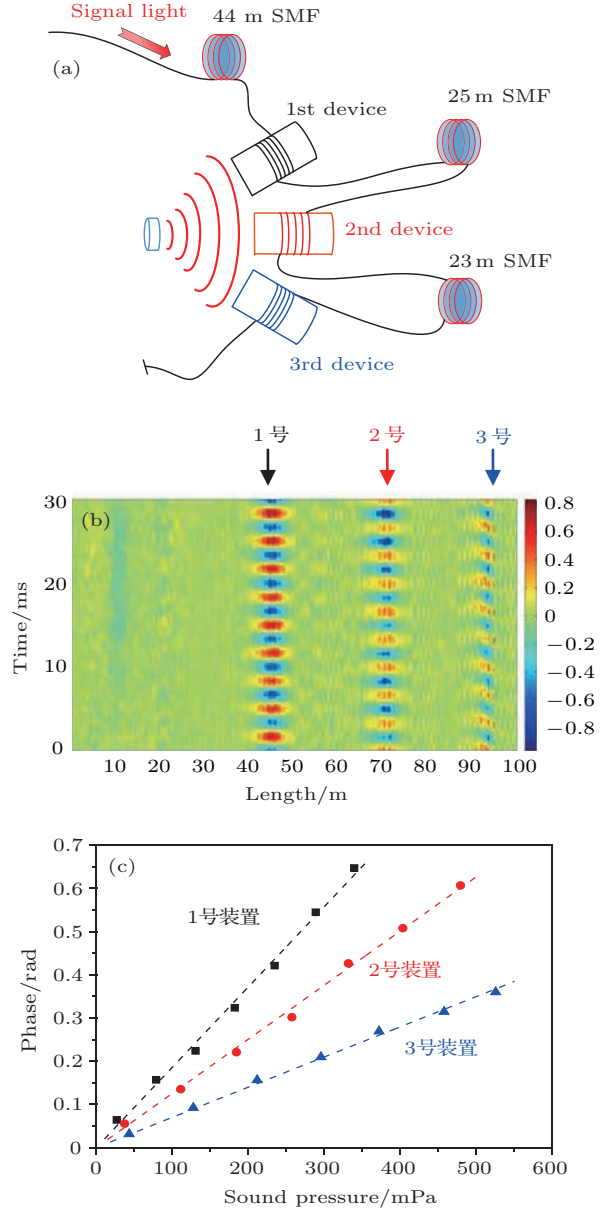 44 m SMF
Signal light
(a)
1st device
25 m SMF
2nd device
23 m SMF
3rd device
1号
2号
3号
(b)
30
20
10
0
Time/ms
10
20
30
40
50
60
70
80
90
100
Length/m
0.8
0.6
0.4
0.2
0
−0.2
−0.4
−0.6
−0.8
(c)
0.7
0.6
0.5
0.4
0.3
0.2
0.1
0
Phase/rad
1号装置
2号装置
3号装置
0
100
200
300
400
500
600
Sound pressure/mPa